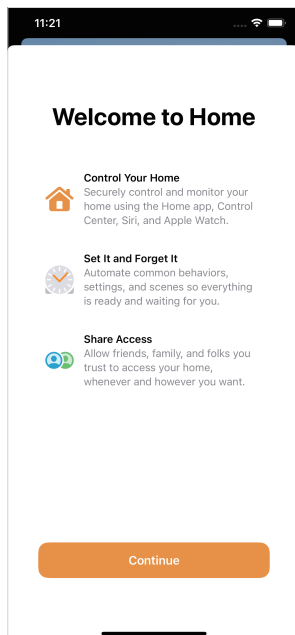 11:21
Welcome to Home
Control Your Home
Securely control and monitor your
home using the Home app, Control
Center, Siri, and Apple Watch.
Set It and Forget It
Automate common behaviors,
settings, and scenes so everything
is ready and waiting for you.
Share Access
Allow friends, family, and folks you
trust to access your home,
whenever and however you want.
Continue